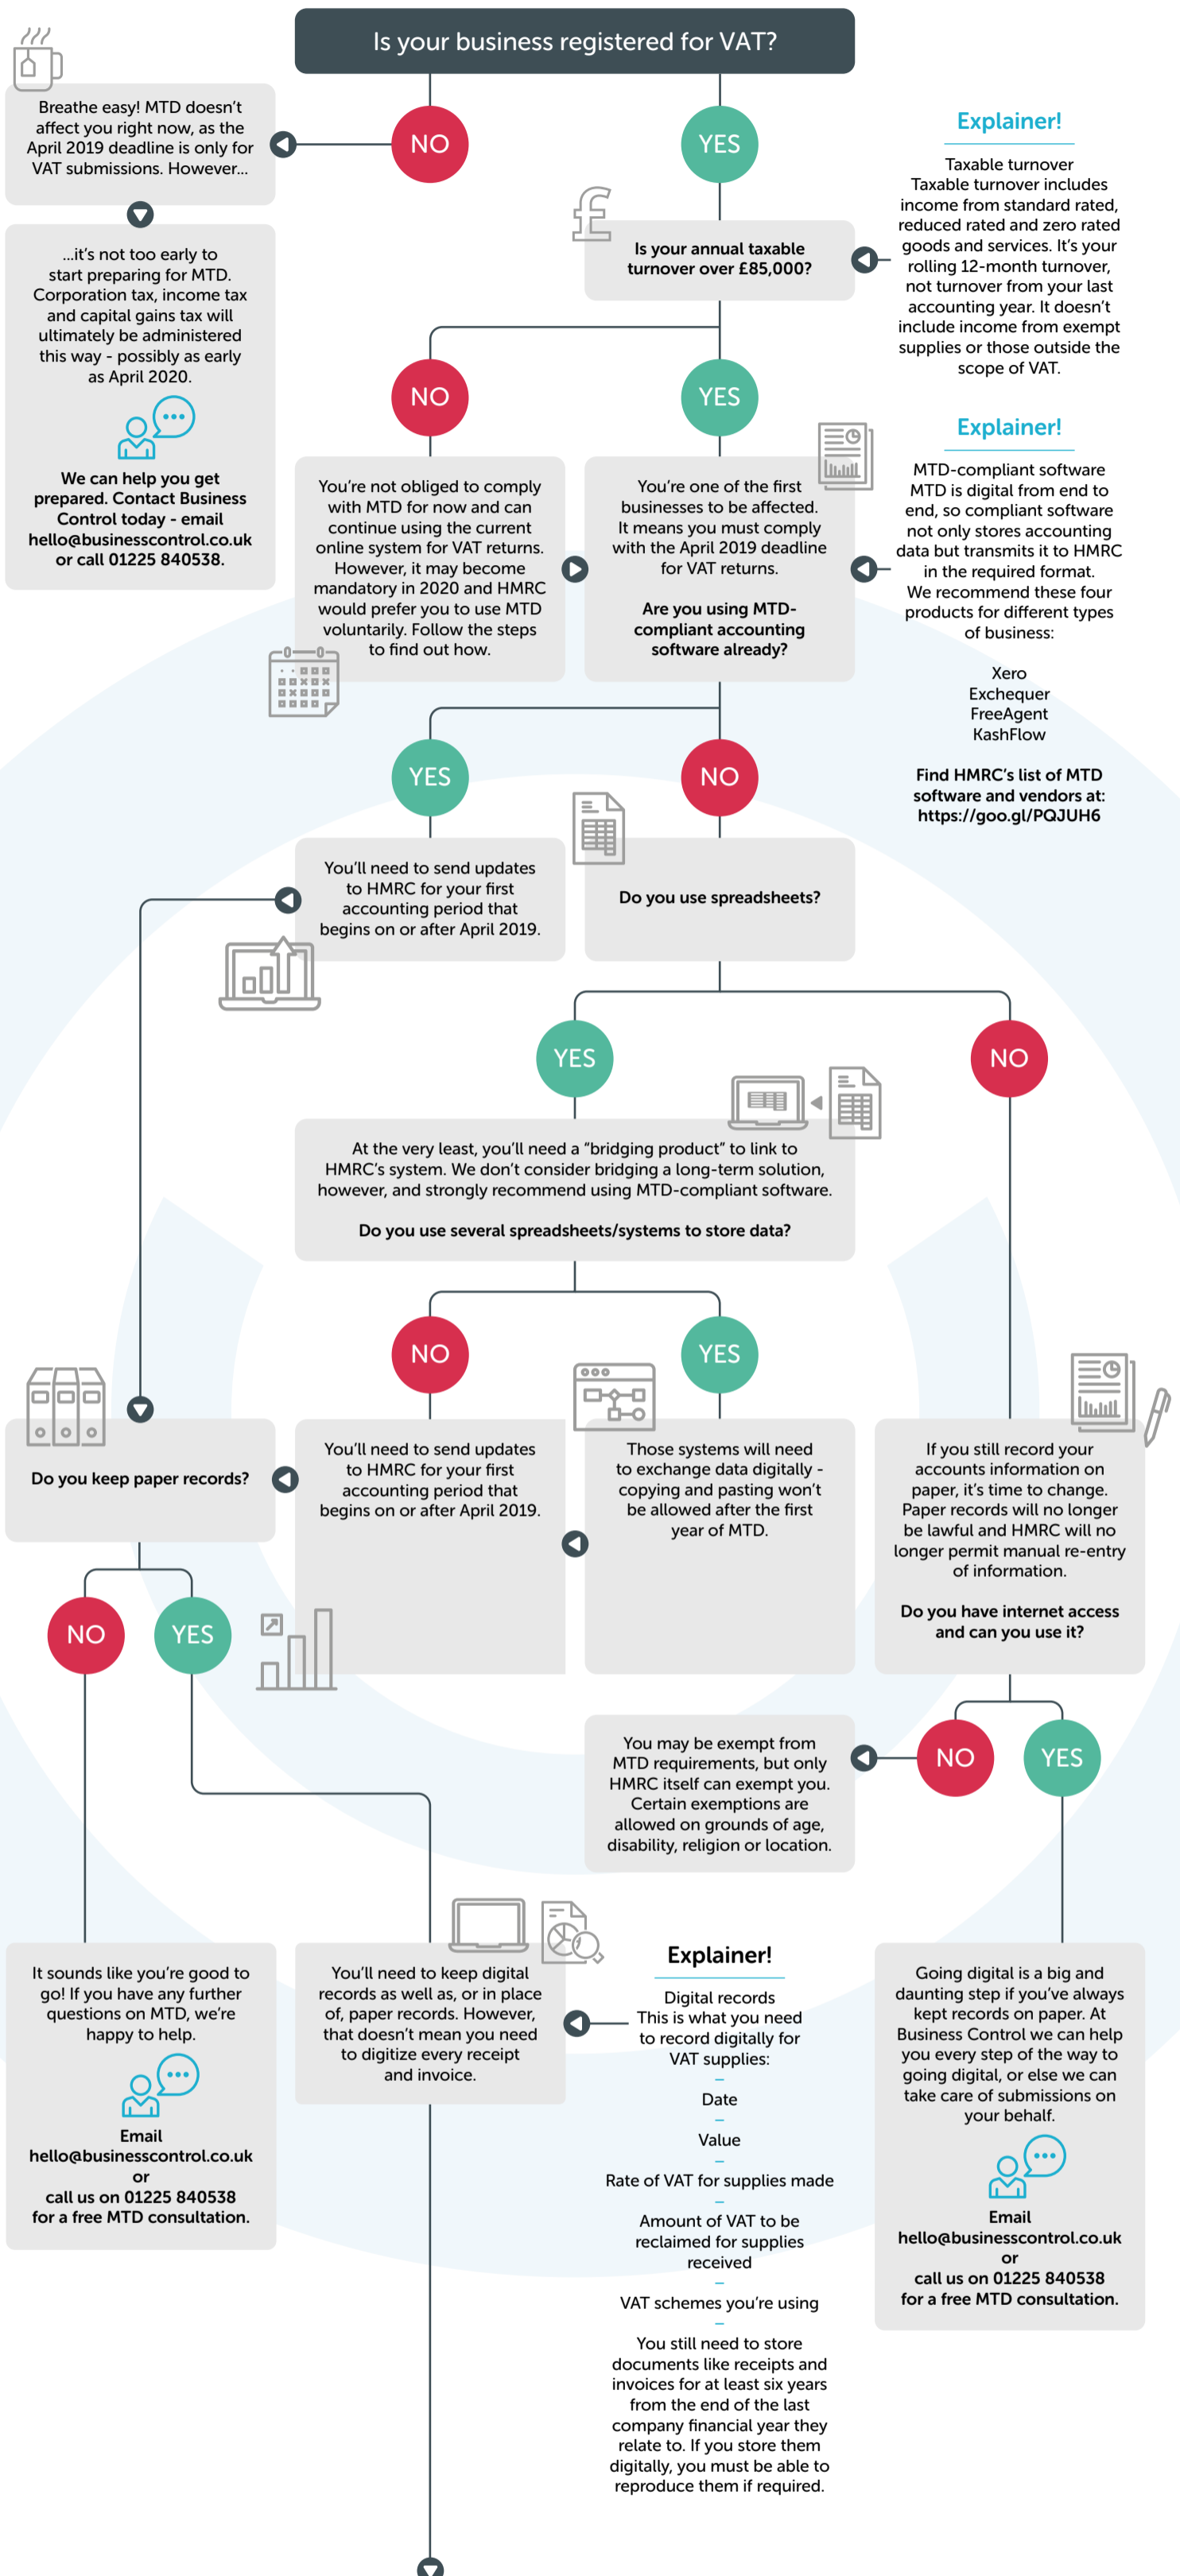 Is your business registered for VAT?
NO
YES
Breathe easy! MTD doesn't
affect you right now, as the
April 2019 deadline is only for
VAT submissions. However...
...it's not too early to
start preparing for MTD.
Corporation tax, income tax
and capital gains tax will
ultimately be administered
this way - possibly as early
as April 2020.
We can help you get
prepared. Contact Business
Control today - email
hello@businesscontrol.co.uk
or call 01225 840538.
£
Is your annual taxable
turnover over £85,000?
Explainer!
Taxable turnover
Taxable turnover includes
income from standard rated,
reduced rated and zero rated
goods and services. It's your
rolling 12-month turnover,
not turnover from your last
accounting year. It doesn't
include income from exempt
supplies or those outside the
scope of VAT.
NO
YES
You're not obliged to comply
with MTD for now and can
continue using the current
online system for VAT returns.
However, it may become
mandatory in 2020 and HMRC
would prefer you to use MTD
voluntarily. Follow the steps
to find out how.
You're one of the first
businesses to be affected.
It means you must comply
with the April 2019 deadline
for VAT returns.
Are you using MTD-
compliant accounting
software already?
Explainer!
MTD-compliant software
MTD is digital from end to
end, so compliant software
not only stores accounting
data but transmits it to HMRC
in the required format.
We recommend these four
products for different types
of business:
Xero
Exchequer
FreeAgent
KashFlow
Find HMRC's list of MTD
software and vendors at:
https://goo.gl/PQJUH6
YES
NO
You'll need to send updates
to HMRC for your first
accounting period that
begins on or after April 2019.
Do you use spreadsheets?
YES
NO
At the very least, you'll need a "bridging product" to link to
HMRC's system. We don't consider bridging a long-term solution,
however, and strongly recommend using MTD-compliant software.
Do you use several spreadsheets/systems to store data?
NO
YES
Do you keep paper records?
You'll need to send updates
to HMRC for your first
accounting period that
begins on or after April 2019.
Those systems will need
to exchange data digitally -
copying and pasting won't
be allowed after the first
year of MTD.
If you still record your
accounts information on
paper, it's time to change.
Paper records will no longer
be lawful and HMRC will no
longer permit manual re-entry
of information.
Do you have internet access
and can you use it?
NO
YES
You may be exempt from
MTD requirements, but only
HMRC itself can exempt you.
Certain exemptions are
allowed on grounds of age,
disability, religion or location.
NO
YES
It sounds like you're good to
go! If you have any further
questions on MTD, we're
happy to help.
Email
hello@businesscontrol.co.uk
or
call us on 01225 840538
for a free MTD consultation.
You'll need to keep digital
records as well as, or in place
of, paper records. However,
that doesn't mean you need
to digitize every receipt
and invoice.
Explainer!
Digital records
This is what you need
to record digitally for
VAT supplies:
–
Date
–
Value
–
Rate of VAT for supplies made
–
Amount of VAT to be
reclaimed for supplies
received
–
VAT schemes you're using
–
You still need to store
documents like receipts and
invoices for at least six years
from the end of the last
company financial year they
relate to. If you store them
digitally, you must be able to
reproduce them if required.
Going digital is a big and
daunting step if you've always
kept records on paper. At
Business Control we can help
you every step of the way to
going digital, or else we can
take care of submissions on
your behalf.
Email
hello@businesscontrol.co.uk
or
call us on 01225 840538
for a free MTD consultation.